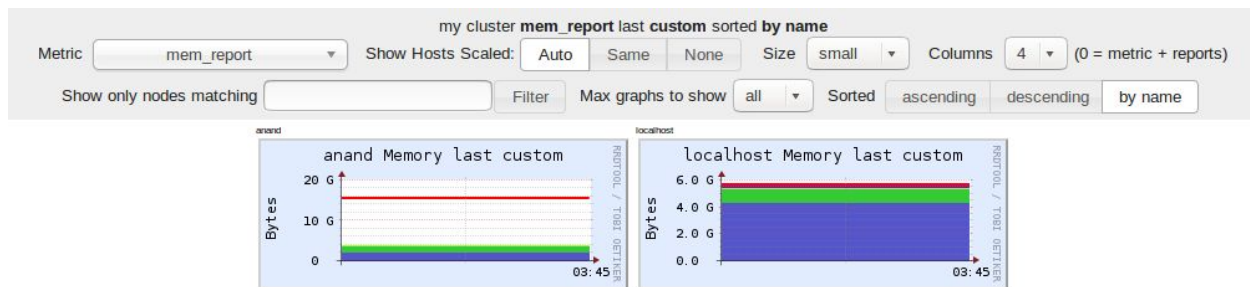 my cluster mem_report last custom sorted by name
Metric mem_report Show Hosts Scaled: Auto Same None Size small Columns 4 (0 = metric + reports)
Show only nodes matching Filter Max graphs to show all Sorted ascending descending by name
anand
anand Memory last custom
Bytes
20 G
10 G
0
03:45
RRDTOOL / TOBI OETIKER
localhost
localhost Memory last custom
Bytes
6.0 G
4.0 G
2.0 G
0.0
03:45
RRDTOOL / TOBI OETIKER